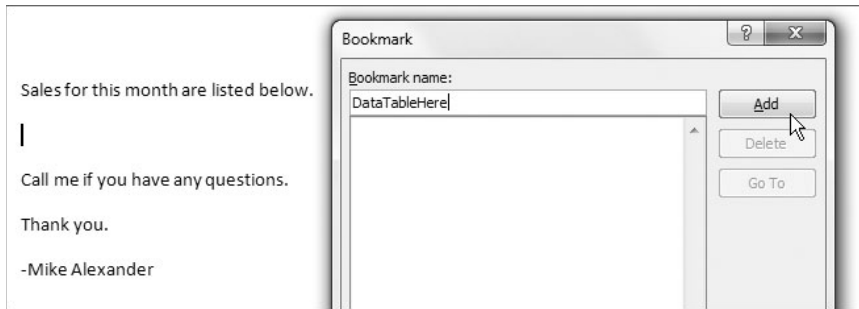 Sales for this month are listed below.
Call me if you have any questions.
Thank you.
-Mike Alexander
Bookmark
?
Bookmark name:
DataTableHere
Add
Delete
Go To